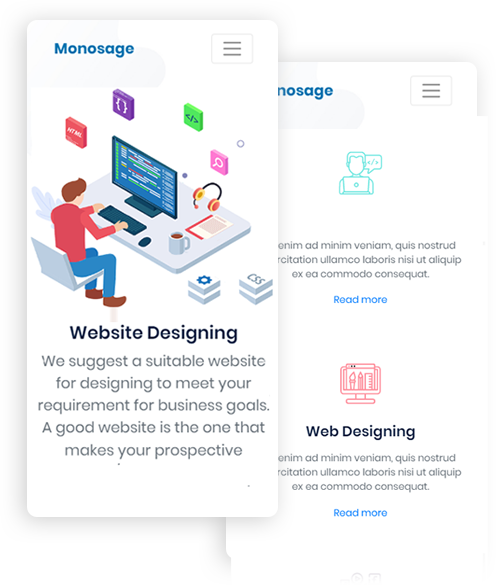 Monosage
HTML
{}
</>
CSS
Website Designing
We suggest a suitable website
for designing to meet your
requirement for business goals.
A good website is the one that
makes your prospective
nosage
</>
enim ad minim veniam, quis nostrud
rcitation ullamco laboris nisi ut aliquip
ex ea commodo consequat.
Read more
Web Designing
enim ad minim veniam, quis nostrud
rcitation ullamco laboris nisi ut aliquip
ex ea commodo consequat.
Read more